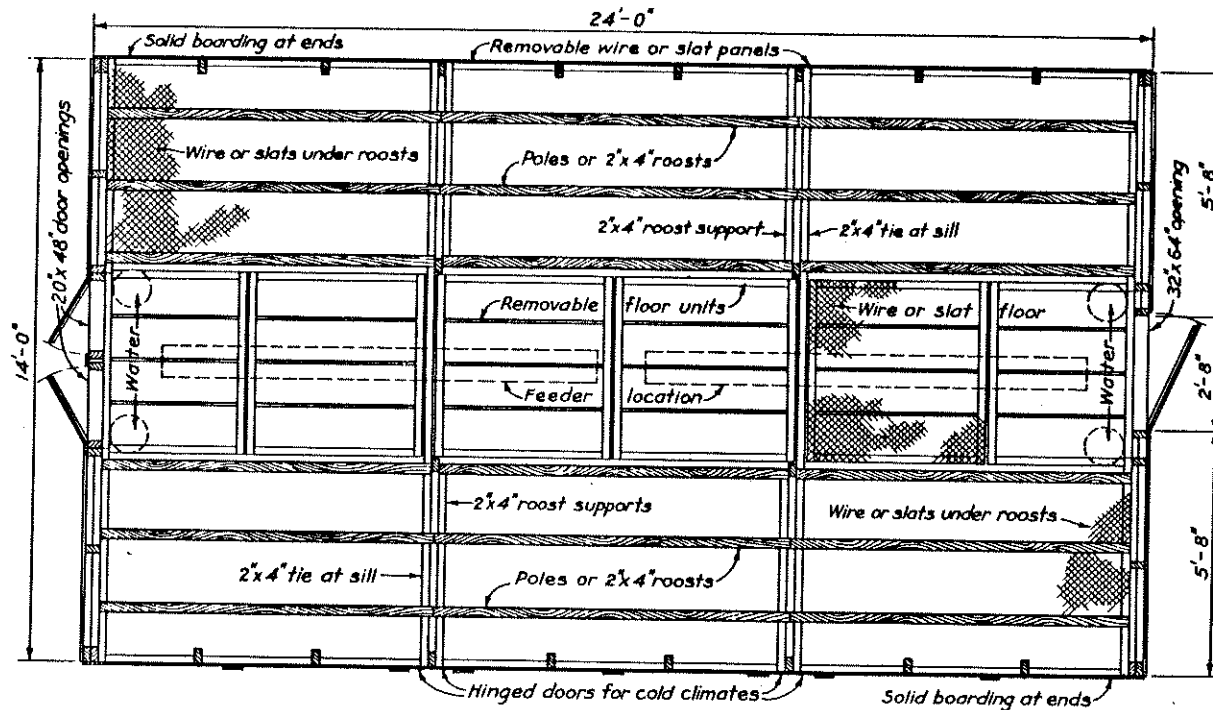 24'-0"
Solid boarding at ends
Removable wire or slat panels
20"x 48" door openings
Wire or slats under roosts
Poles or 2"x 4" roosts
5'-8"
2"x4" roost support
2"x4" tie at sill
32"x 64" opening
14'-0"
Water
Removable floor units
Wire or slat floor
Water
Feeder location
2'-8"
2"x4" roost supports
Wire or slats under roosts
2"x4" tie at sill
Poles or 2"x 4" roosts
5'-8"
Hinged doors for cold climates
Solid boarding at ends